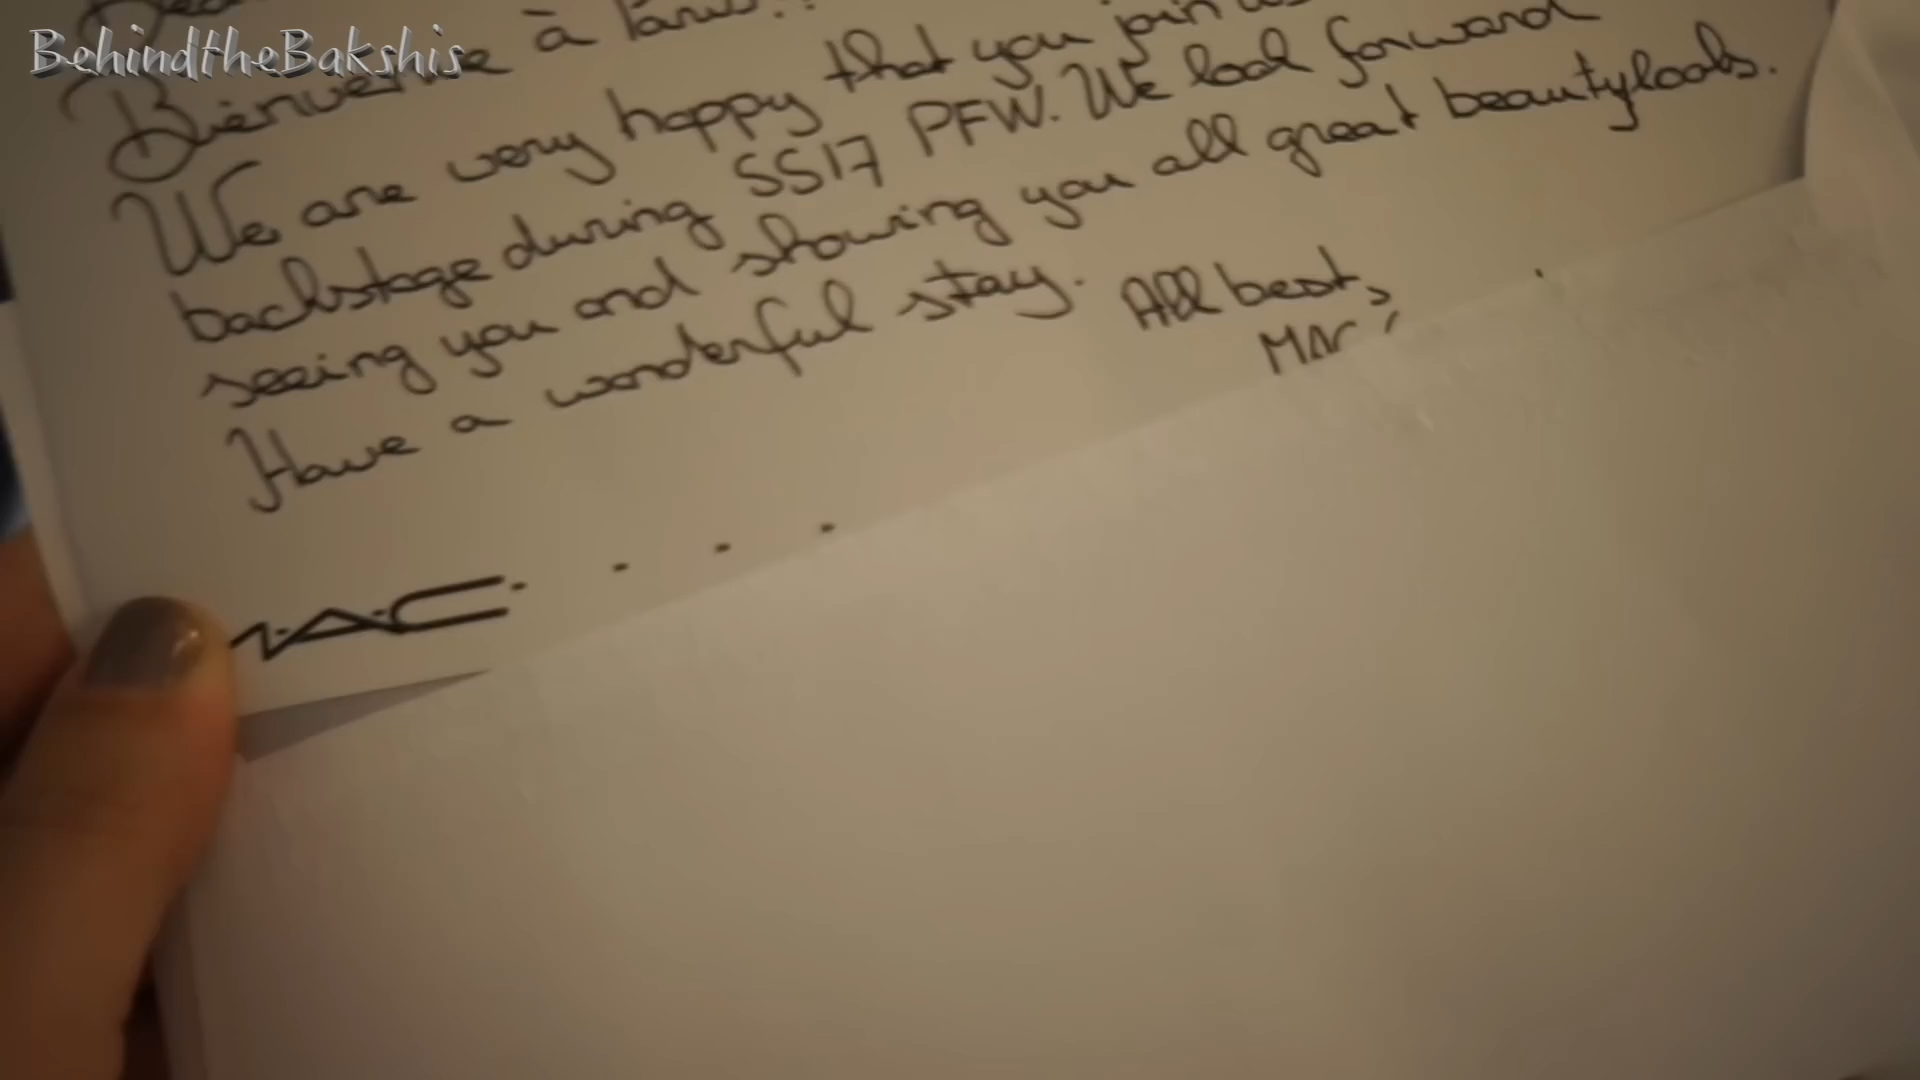 BehindtheBakshis
Bienvenue à Paris!!
We are very happy that you join us
backstage during SS17 PFW. We look forward
seeing you and showing you all great beautylooks.
Have a wonderful stay. All best,
MAC